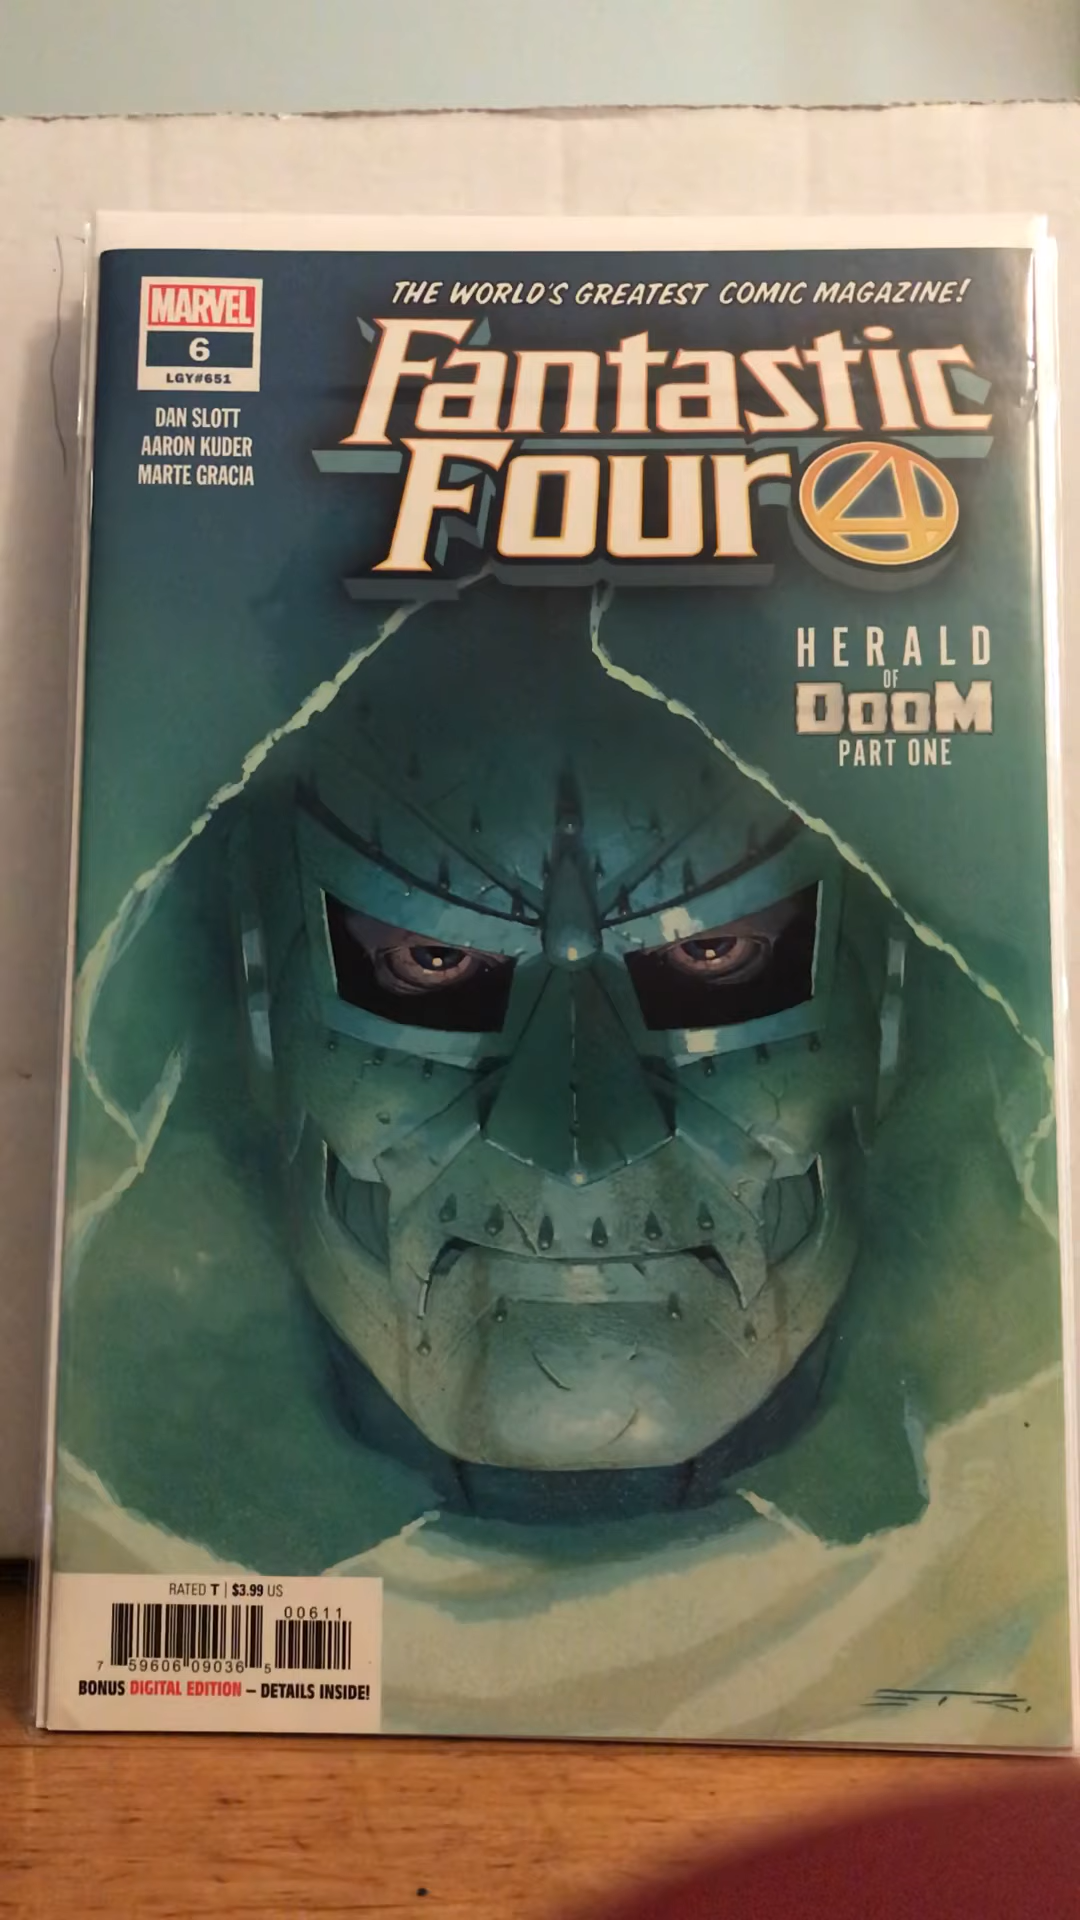 THE WORLD'S GREATEST COMIC MAGAZINE!
MARVEL
6
LGY#651
DAN SLOTT
AARON KUDER
MARTE GRACIA
Fantastic
Four
4
HERALD
OF
DOOM
PART ONE
RATED T | $3.99 US
00611
7 59606 09036 5
BONUS DIGITAL EDITION – DETAILS INSIDE!